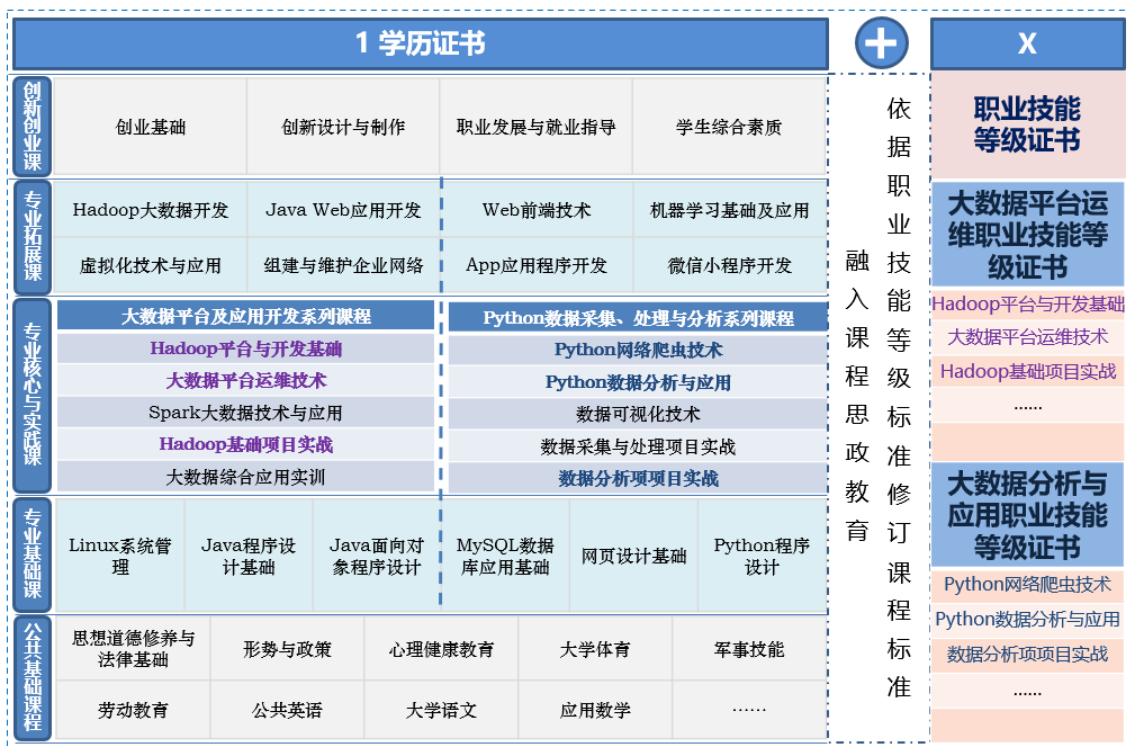 1 学历证书
X
创新创业课
创业基础
创新设计与制作
职业发展与就业指导
学生综合素质
专业拓展课
Hadoop大数据开发
Java Web应用开发
Web前端技术
机器学习基础及应用
虚拟化技术与应用
组建与维护企业网络
App应用程序开发
微信小程序开发
专业核心与实践课
大数据平台及应用开发系列课程
Hadoop平台与开发基础
大数据平台运维技术
Spark大数据技术与应用
Hadoop基础项目实战
大数据综合应用实训
Python数据采集、处理与分析系列课程
Python网络爬虫技术
Python数据分析与应用
数据可视化技术
数据采集与处理项目实战
数据分析项项目实战
专业基础课
Linux系统管
理
Java程序设
计基础
Java面向对
象程序设计
MySQL数据
库应用基础
网页设计基础
Python程序
设计
公共基础课程
思想道德修养与
法律基础
形势与政策
心理健康教育
大学体育
军事技能
劳动教育
公共英语
大学语文
应用数学
……
依据职业技能等级标准修订课程标准
融入课程思政教育
职业技能
等级证书
大数据平台运
维职业技能等
级证书
Hadoop平台与开发基础
大数据平台运维技术
Hadoop基础项目实战
……
大数据分析与
应用职业技能
等级证书
Python网络爬虫技术
Python数据分析与应用
数据分析项项目实战
……